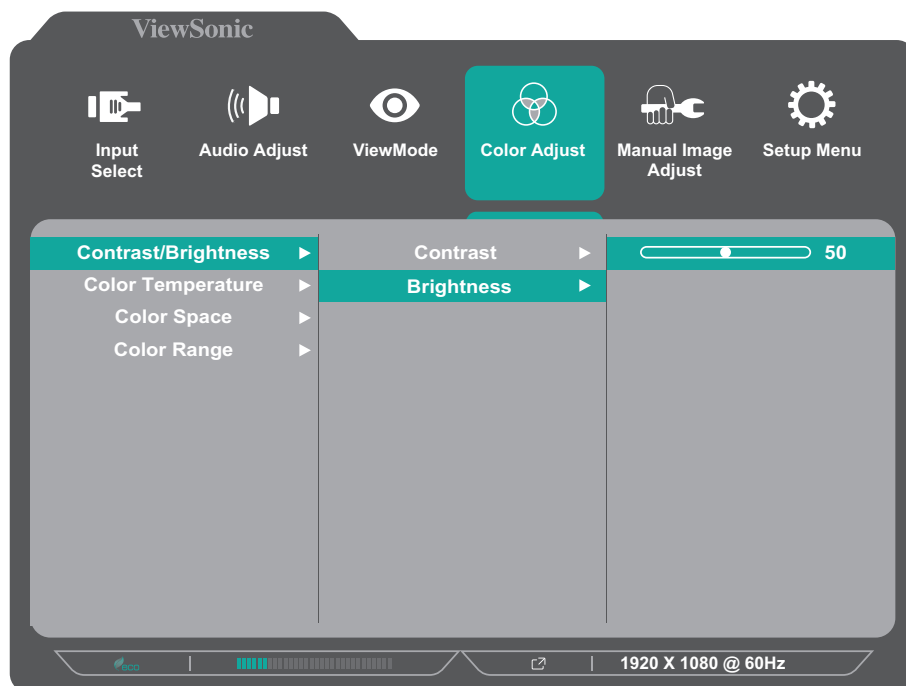 ViewSonic
Input Select
Audio Adjust
ViewMode
Color Adjust
Manual Image Adjust
Setup Menu
Contrast/Brightness
Contrast
50
Color Temperature
Brightness
Color Space
Color Range
eco
1920 X 1080 @ 60Hz